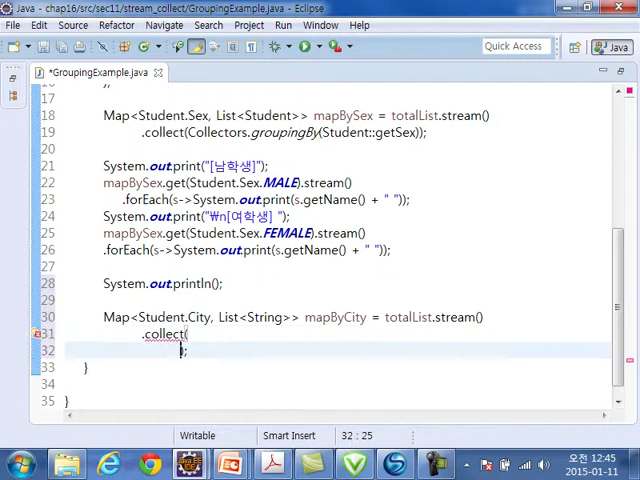 Java - chap16/src/sec11/stream_collect/GroupingExample.java - Eclipse
File Edit Source Refactor Navigate Search Project Run Window Help
Quick Access Java
*GroupingExample.java
16 );
17
18 Map<Student.Sex, List<Student>> mapBySex = totalList.stream()
19 .collect(Collectors.groupingBy(Student::getSex));
20
21 System.out.print("[남학생]");
22 mapBySex.get(Student.Sex.MALE).stream()
23 .forEach(s->System.out.print(s.getName() + " "));
24 System.out.print("\n[여학생] ");
25 mapBySex.get(Student.Sex.FEMALE).stream()
26 .forEach(s->System.out.print(s.getName() + " "));
27
28 System.out.println();
29
30 Map<Student.City, List<String>> mapByCity = totalList.stream()
31 .collect(
32 );
33 }
34
35 }
Writable Smart Insert 32 : 25
오전 12:45
2015-01-11